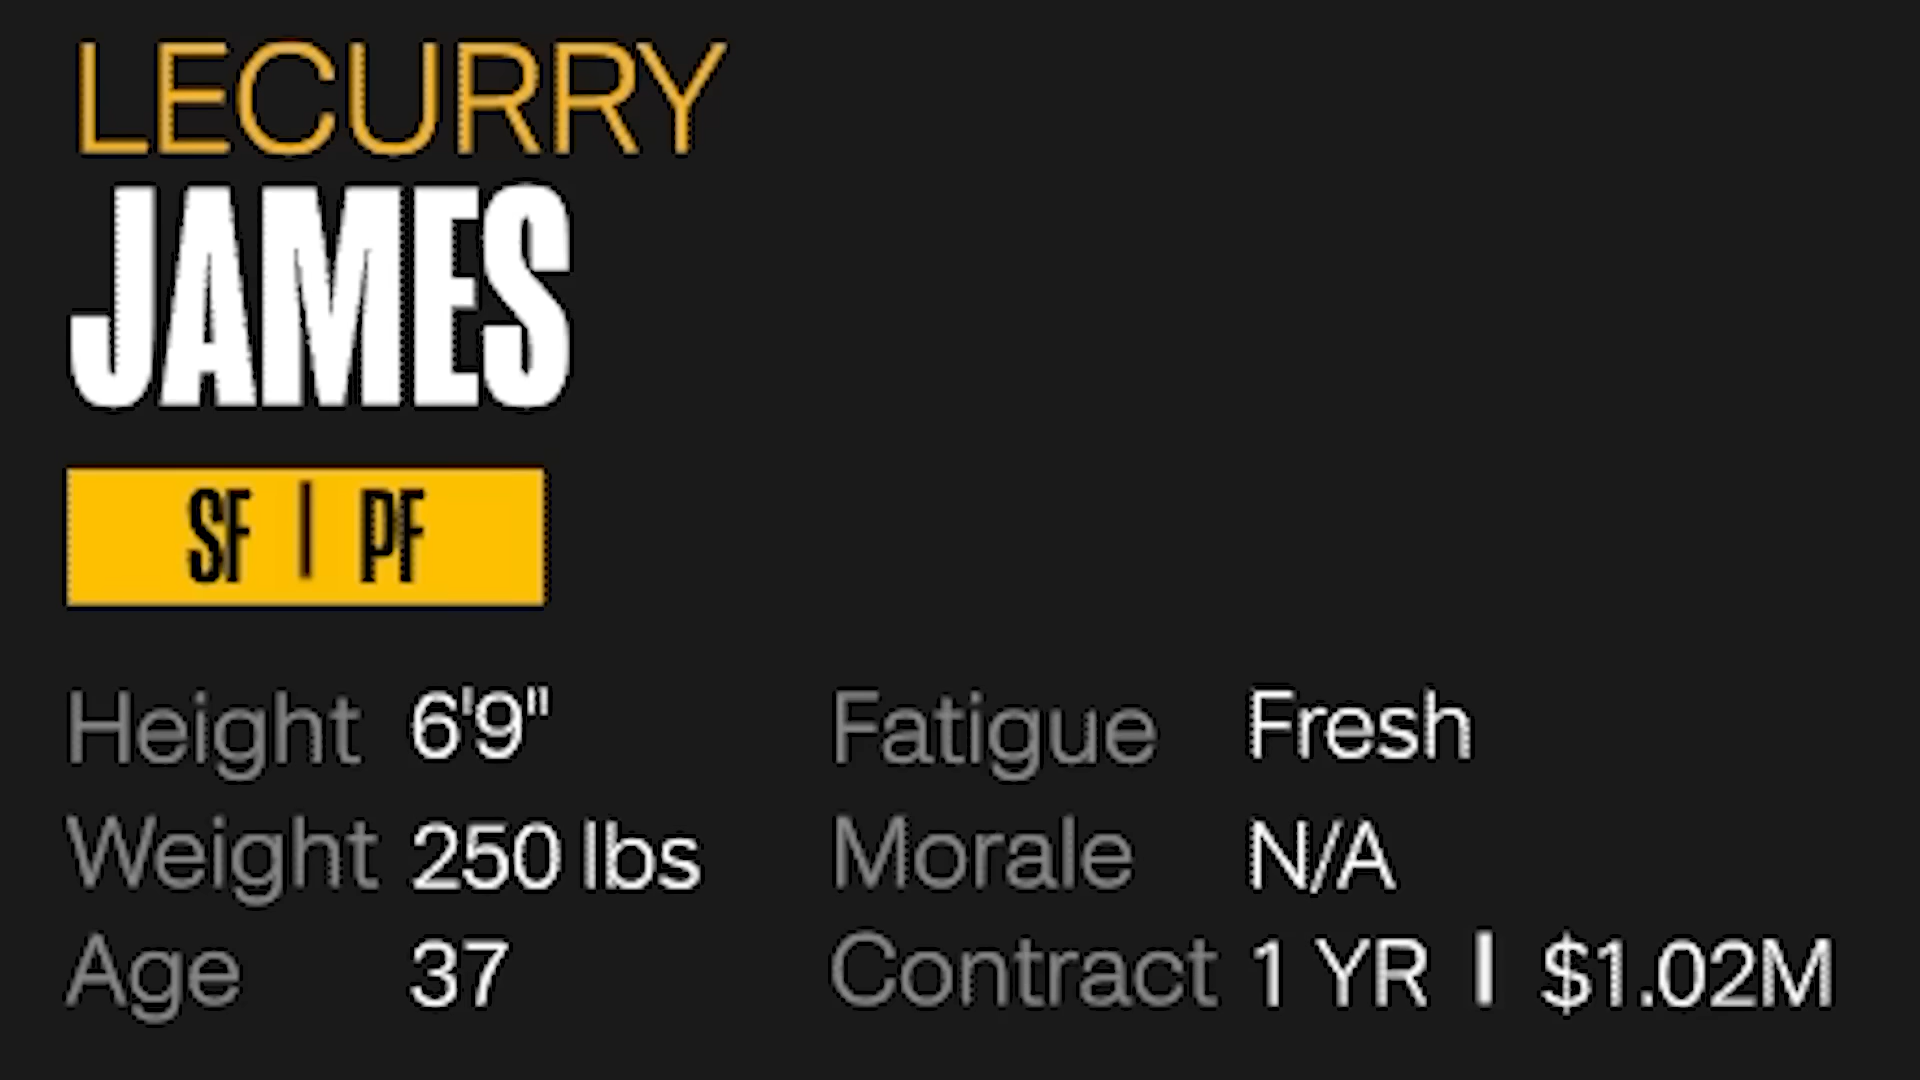 LECURRY
JAMES
SF | PF
Height 6'9" Fatigue Fresh
Weight 250 lbs Morale N/A
Age 37 Contract 1 YR | $1.02M